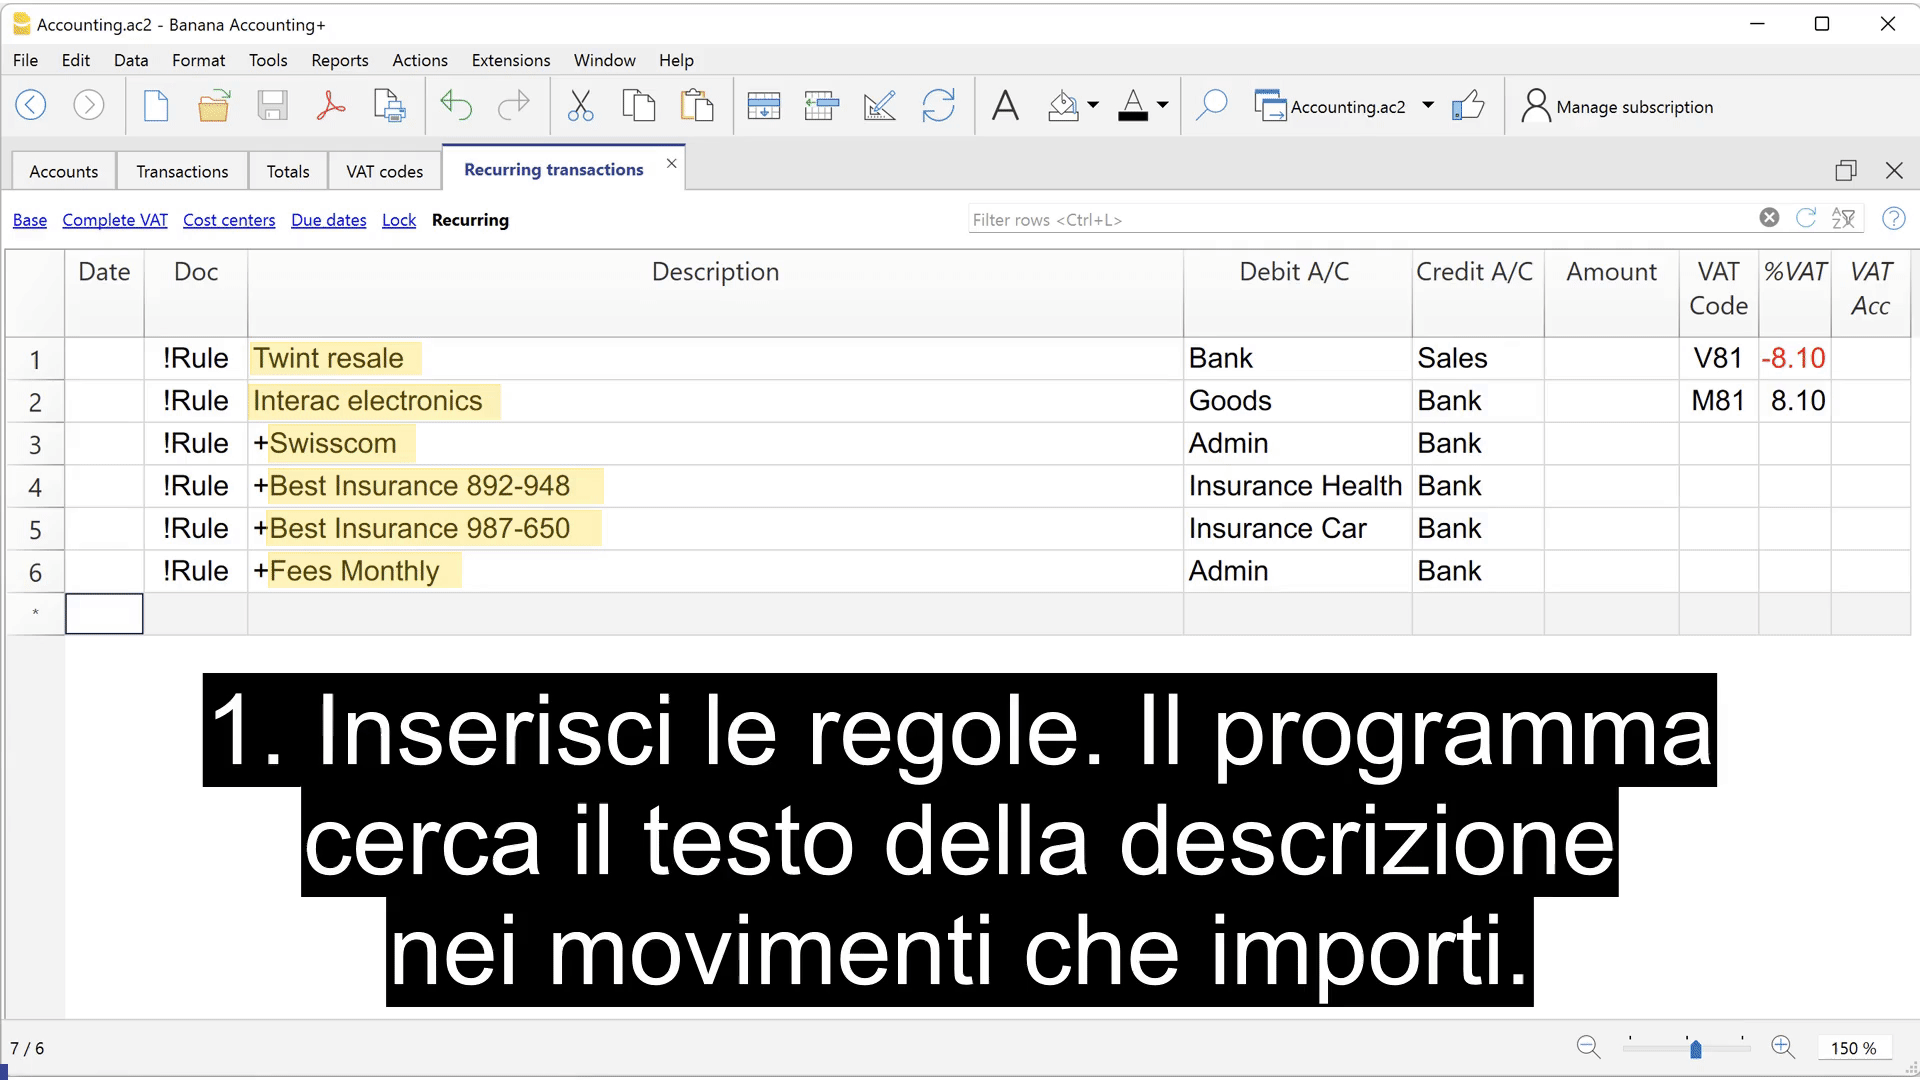 Accounting.ac2 - Banana Accounting+
File Edit Data Format Tools Reports Actions Extensions Window Help
Accounting.ac2 Manage subscription
Accounts Transactions Totals VAT codes Recurring transactions
Base Complete VAT Cost centers Due dates Lock Recurring Filter rows <Ctrl+L>
Date Doc Description Debit A/C Credit A/C Amount VAT Code %VAT VAT Acc
1 !Rule Twint resale Bank Sales V81 -8.10
2 !Rule Interac electronics Goods Bank M81 8.10
3 !Rule +Swisscom Admin Bank
4 !Rule +Best Insurance 892-948 Insurance Health Bank
5 !Rule +Best Insurance 987-650 Insurance Car Bank
6 !Rule +Fees Monthly Admin Bank
*
1. Inserisci le regole. Il programma
cerca il testo della descrizione
nei movimenti che importi.
7 / 6 150 %